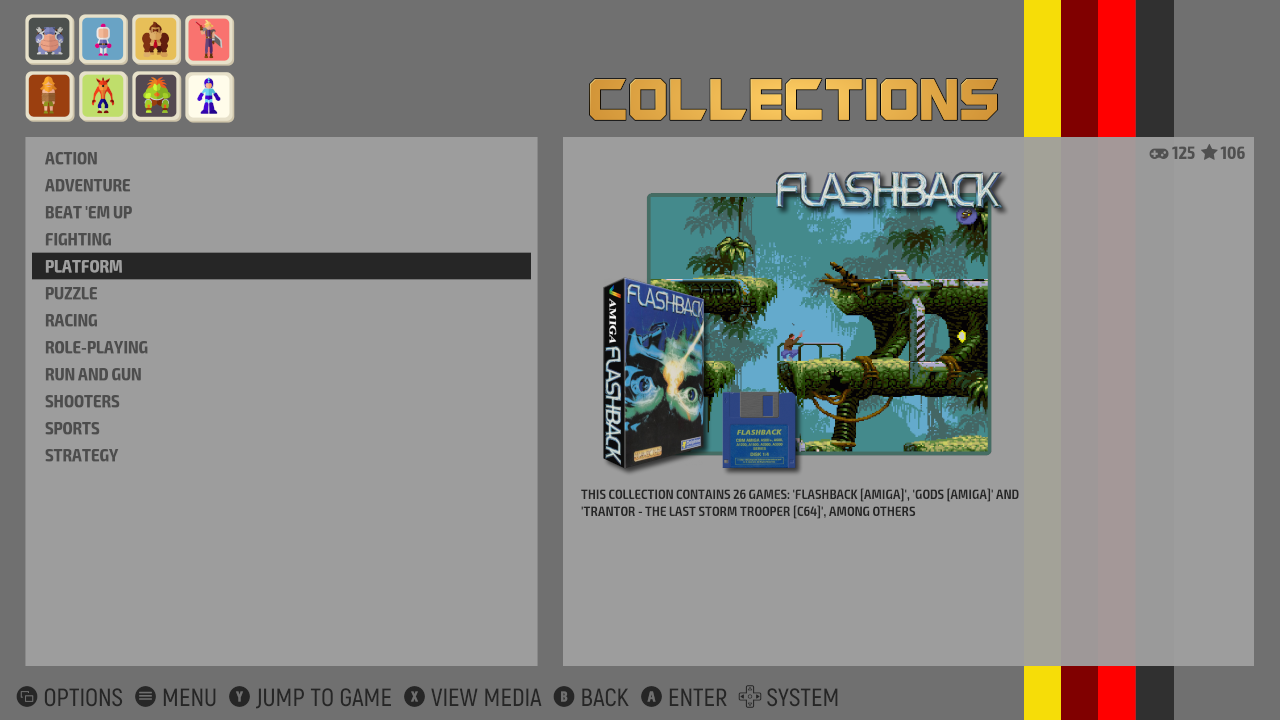 COLLECTIONS
ACTION
ADVENTURE
BEAT 'EM UP
FIGHTING
PLATFORM
PUZZLE
RACING
ROLE-PLAYING
RUN AND GUN
SHOOTERS
SPORTS
STRATEGY
125 106
FLASHBACK
FLASHBACK
AMIGA FLASHBACK
FLASHBACK
THIS COLLECTION CONTAINS 26 GAMES: 'FLASHBACK [AMIGA]', 'GODS [AMIGA]' AND
'TRANTOR - THE LAST STORM TROOPER [C64]', AMONG OTHERS
OPTIONS MENU Y JUMP TO GAME X VIEW MEDIA B BACK A ENTER SYSTEM